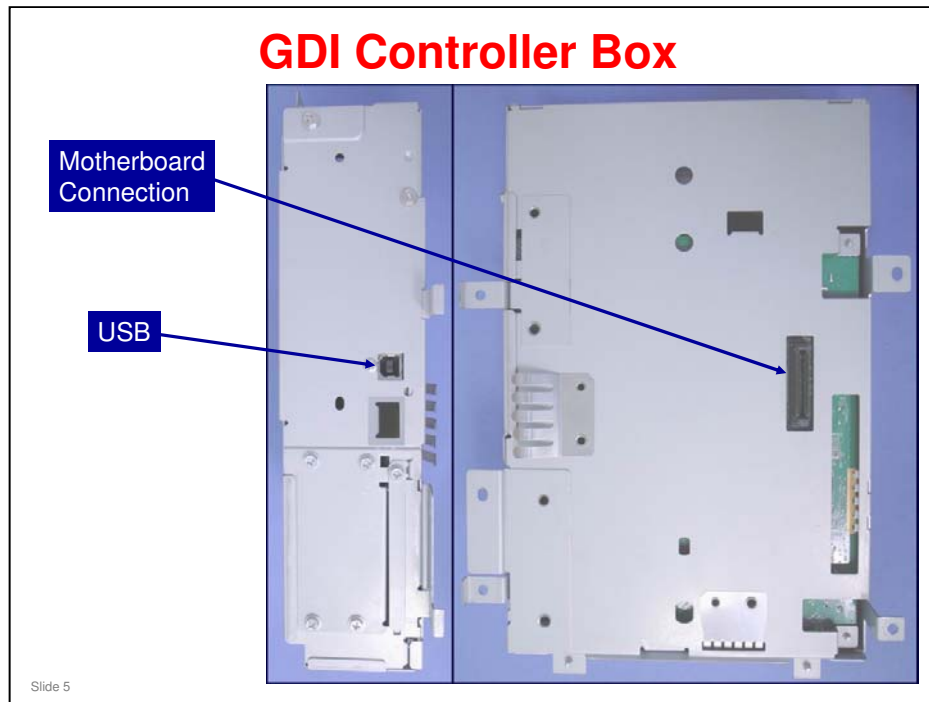 GDI Controller Box
Motherboard
Connection
USB
Slide 5